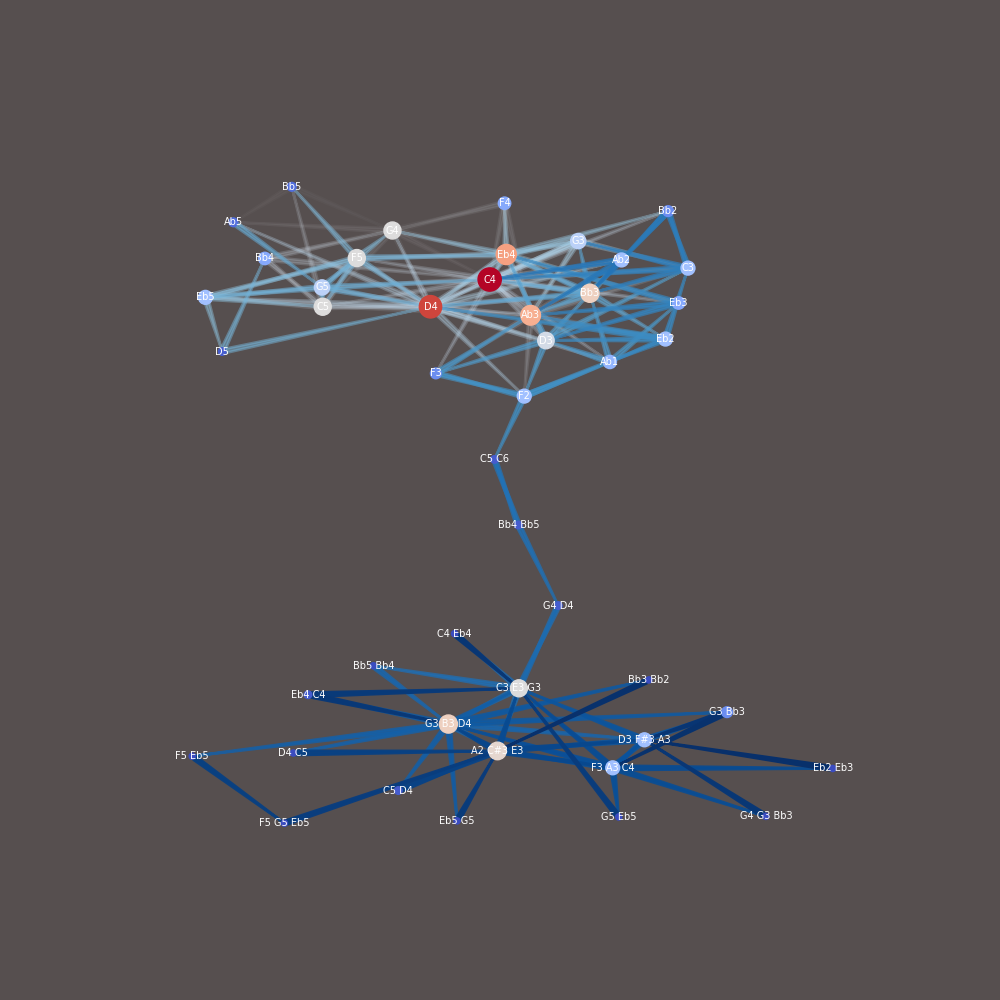 Bb5
F4
Bb2
Ab5
G4
G3
Eb4
F5
Bb4
Ab2
C3
C4
G5
Bb3
Eb5
Eb3
C5
D4
Ab3
Eb2
D3
D5
Ab1
F3
F2
C5 C6
Bb4 Bb5
G4 D4
C4 Eb4
Bb5 Bb4
Bb3 Bb2
C3 E3 G3
Eb4 C4
G3 Bb3
G3 B3 D4
D3 F#3 A3
A2 C#3 E3
D4 C5
F5 Eb5
F3 A3 C4
Eb2 Eb3
C5 D4
G4 G3 Bb3
G5 Eb5
Eb5 G5
F5 G5 Eb5